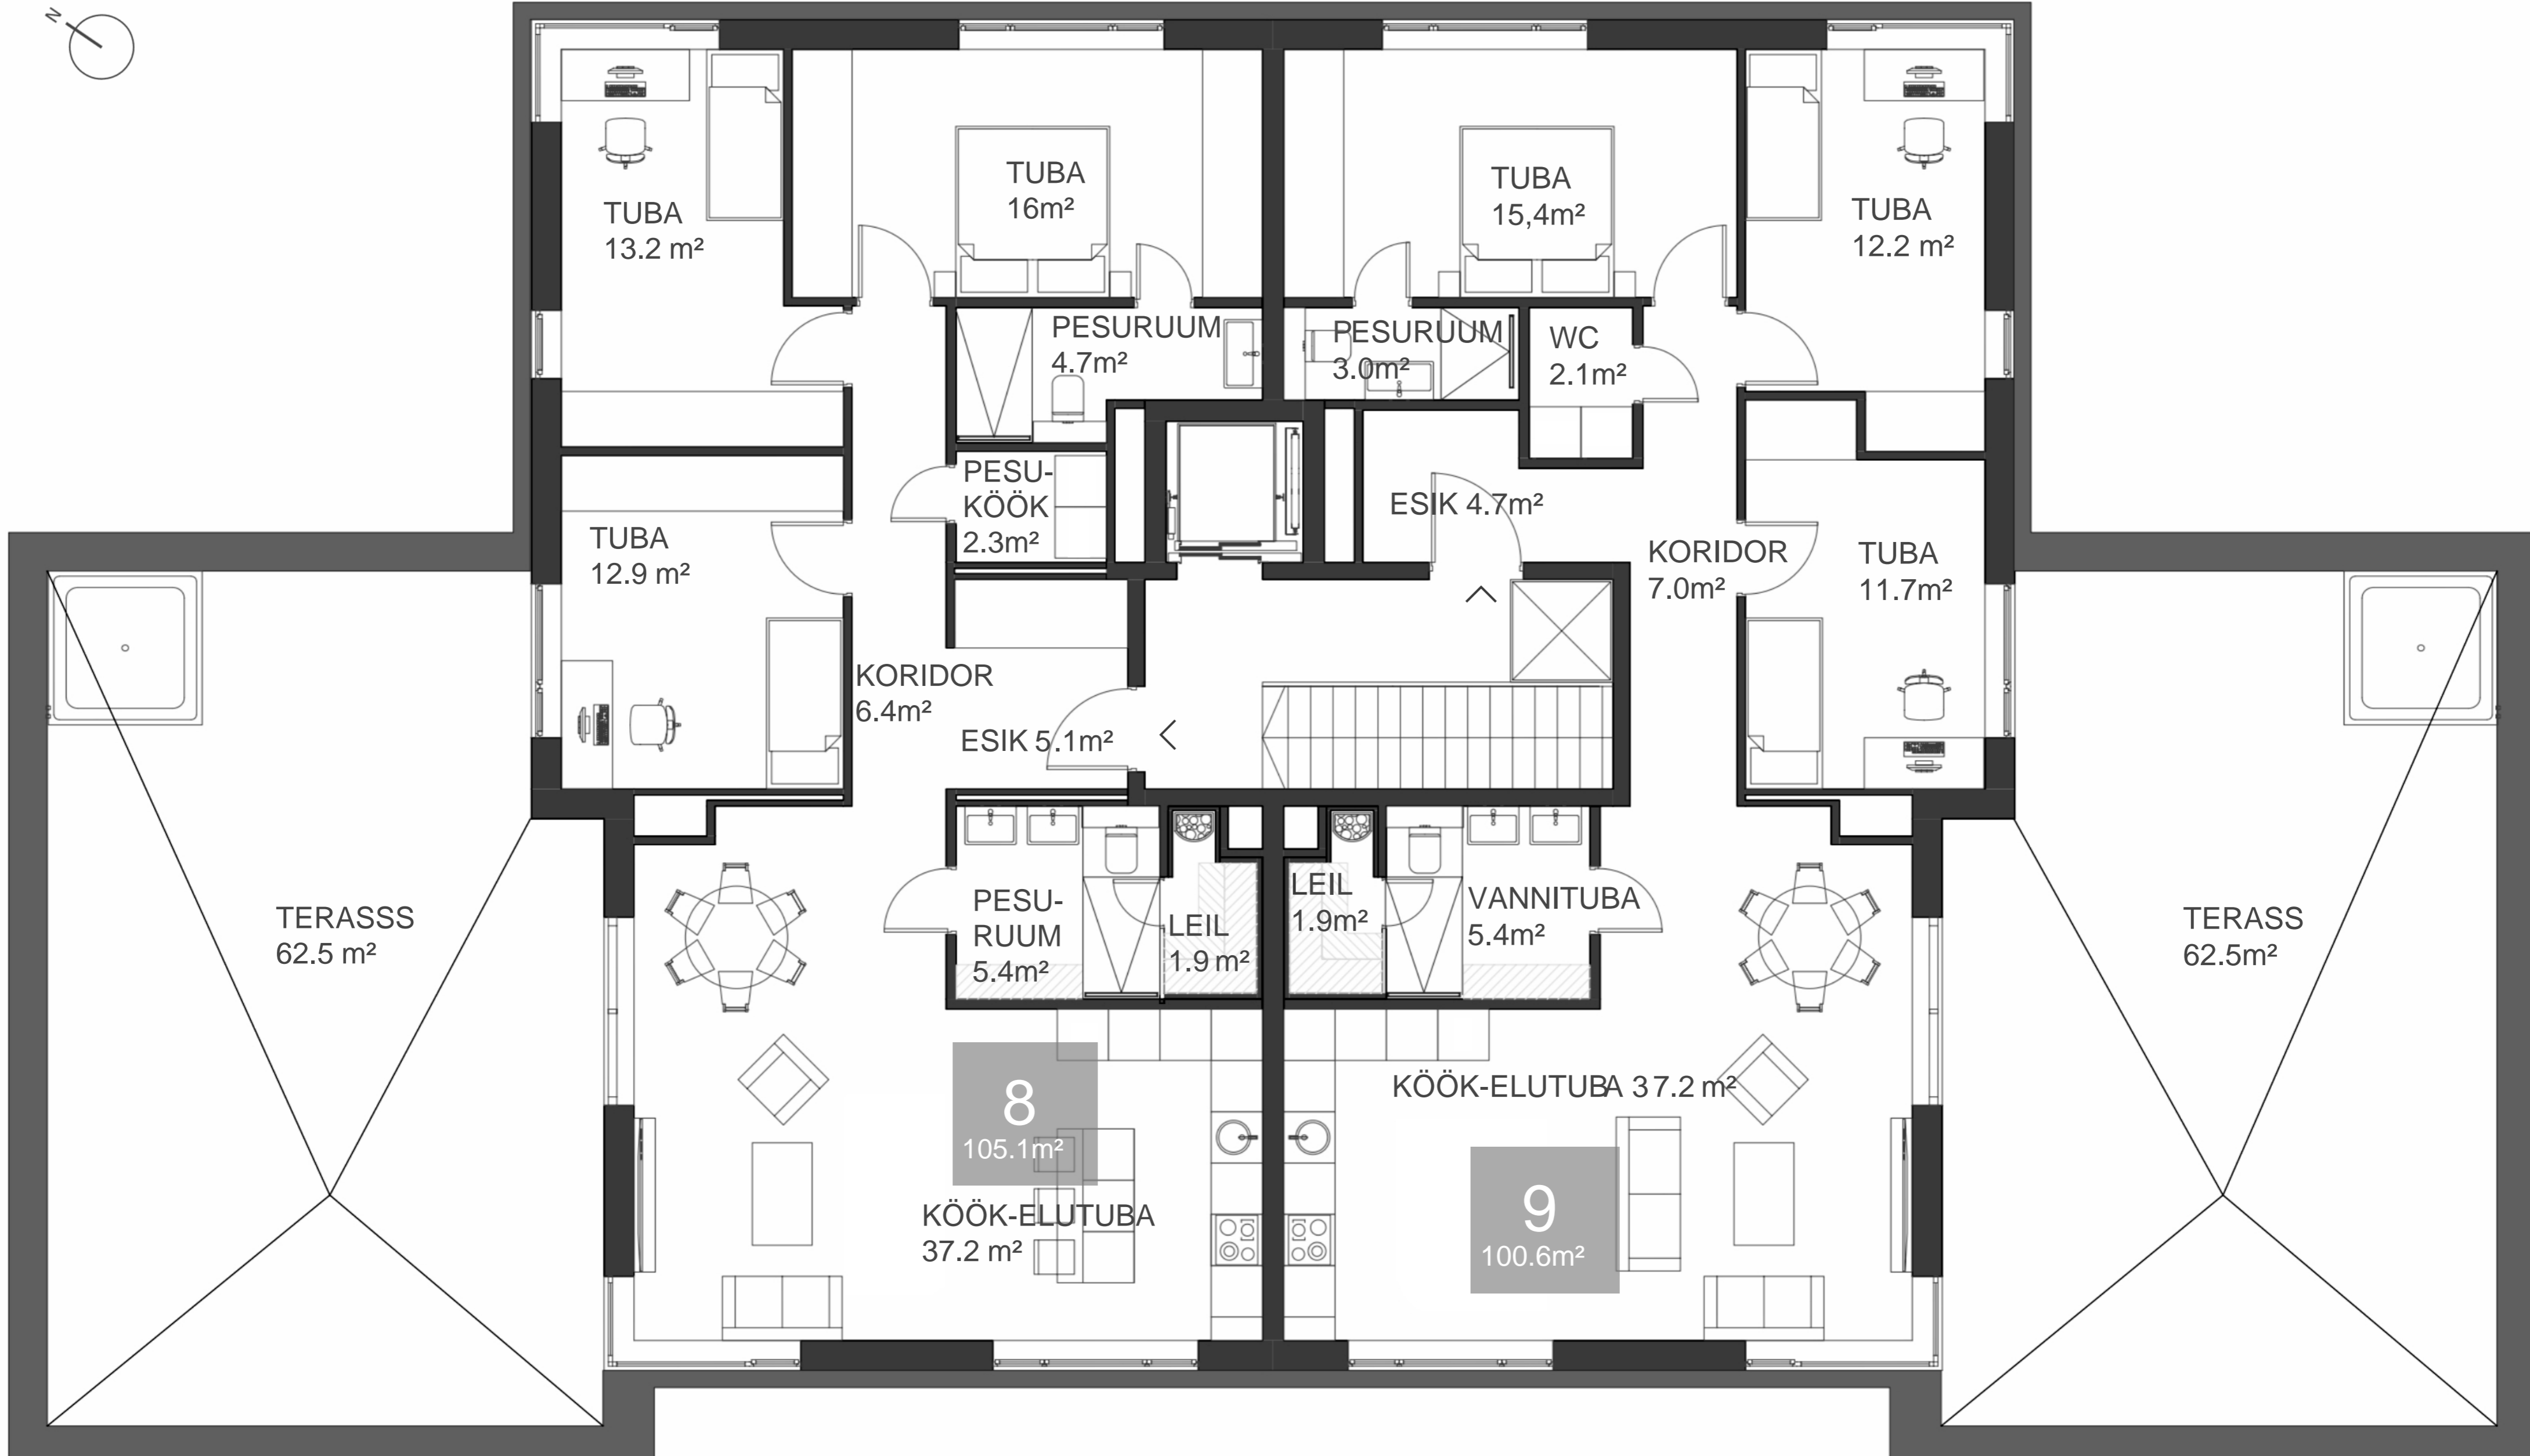 N
TUBA
13.2 m²
TUBA
16m²
TUBA
15,4m²
TUBA
12.2 m²
PESURUUM
4.7m²
PESURUUM
3.0m²
WC
2.1m²
PESU-
KÖÖK
2.3m²
ESIK 4.7m²
TUBA
12.9 m²
KORIDOR
7.0m²
TUBA
11.7m²
KORIDOR
6.4m²
ESIK 5.1m²
TERASSS
62.5 m²
PESU-
RUUM
5.4m²
LEIL
1.9 m²
LEIL
1.9m²
VANNITUBA
5.4m²
TERASS
62.5m²
8
105.1m²
KÖÖK-ELUTUBA
37.2 m²
KÖÖK-ELUTUBA 37.2 m²
9
100.6m²